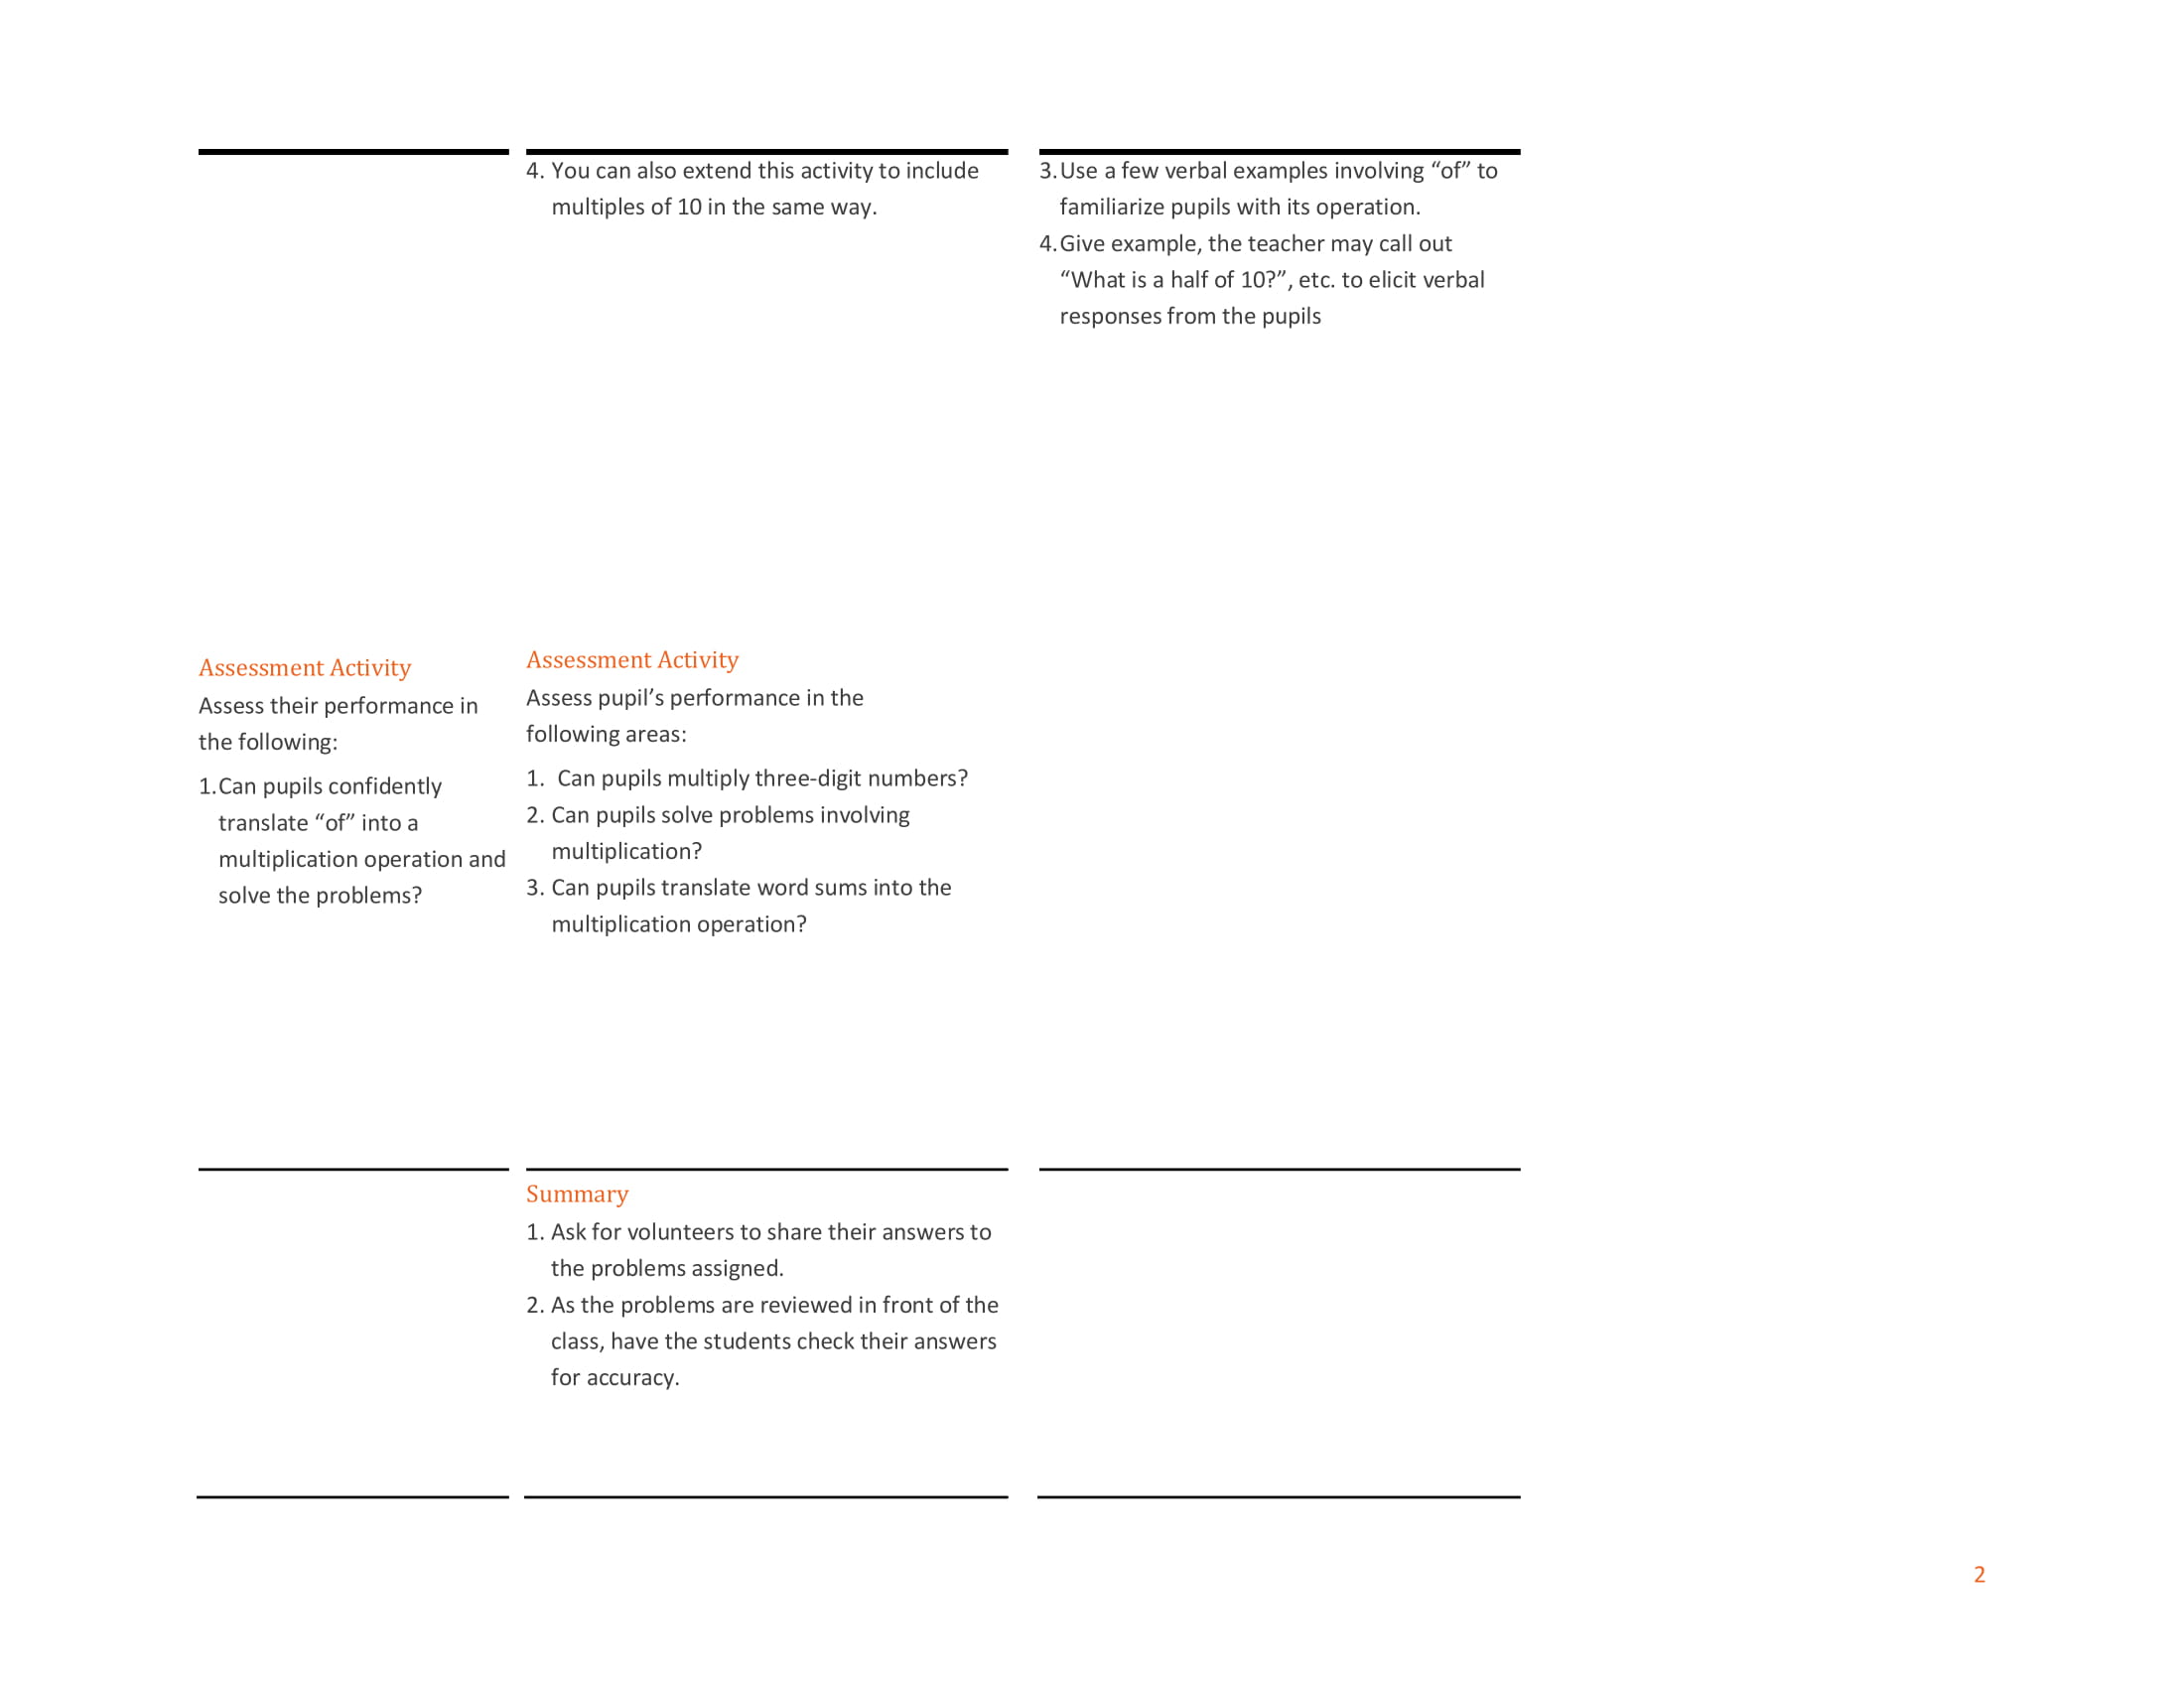 4. You can also extend this activity to include
multiples of 10 in the same way.
3.Use a few verbal examples involving “of” to
familiarize pupils with its operation.
4.Give example, the teacher may call out
“What is a half of 10?”, etc. to elicit verbal
responses from the pupils
Assessment Activity
Assess their performance in
the following:
1.Can pupils confidently
translate “of” into a
multiplication operation and
solve the problems?
Assessment Activity
Assess pupil’s performance in the
following areas:
1. Can pupils multiply three-digit numbers?
2. Can pupils solve problems involving
multiplication?
3. Can pupils translate word sums into the
multiplication operation?
Summary
1. Ask for volunteers to share their answers to
the problems assigned.
2. As the problems are reviewed in front of the
class, have the students check their answers
for accuracy.
2